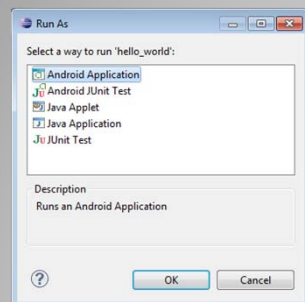 Run As
Select a way to run 'hello_world':
Android Application
Android JUnit Test
Java Applet
Java Application
JUnit Test
Description
Runs an Android Application
OK
Cancel